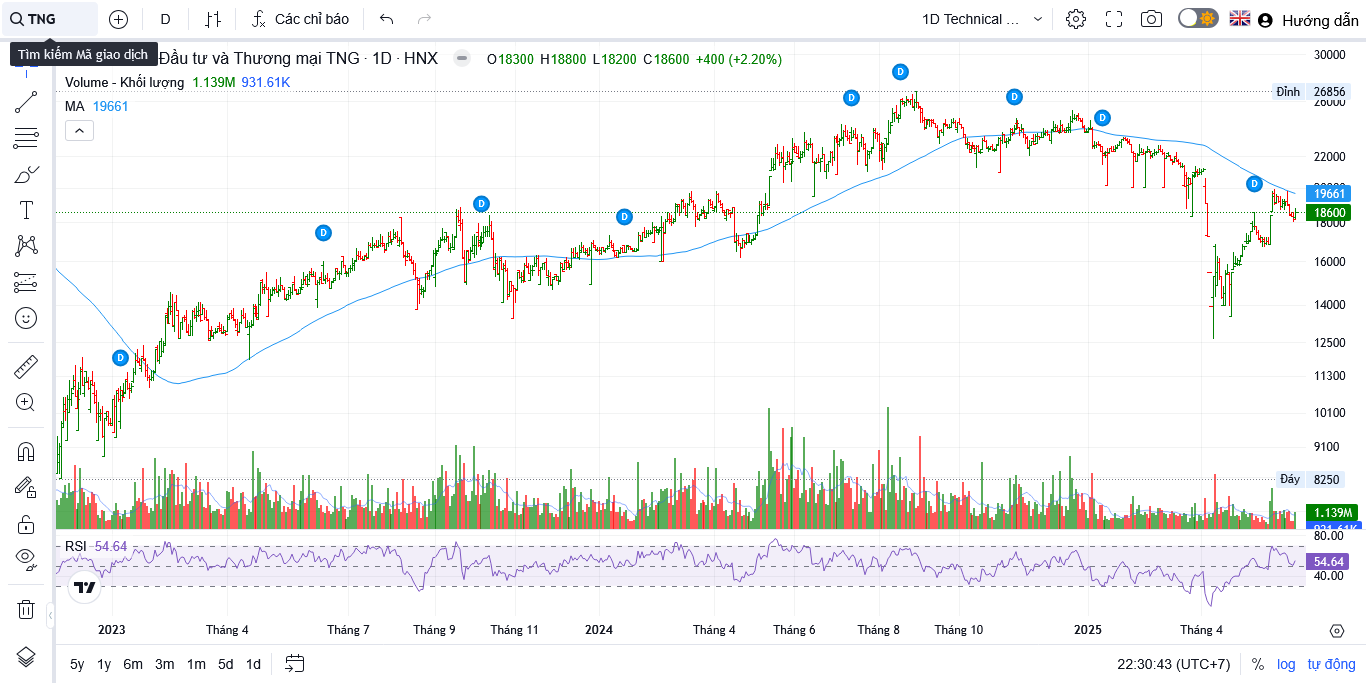 TNG D Các chỉ báo 1D Technical ... Hướng dẫn
Tìm kiếm Mã giao dịch
Đầu tư và Thương mại TNG · 1D · HNX O18300 H18800 L18200 C18600 +400 (+2.20%)
Volume - Khối lượng 1.139M 931.61K
MA 19661
30000
Đỉnh 26856
26000
22000
19661
18600
18000
16000
14000
12500
11300
10100
9100
Đáy 8250
1.139M
931.61K
D D D D D D D D D
RSI 54.64
80.00
54.64
40.00
2023 Tháng 4 Tháng 7 Tháng 9 Tháng 11 2024 Tháng 4 Tháng 6 Tháng 8 Tháng 10 2025 Tháng 4
5y 1y 6m 3m 1m 5d 1d 22:30:43 (UTC+7) % log tự động